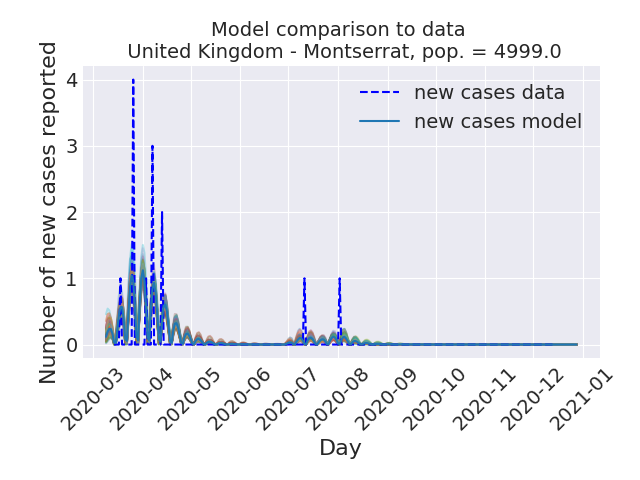 Model comparison to data
United Kingdom - Montserrat, pop. = 4999.0
Number of new cases reported
4
3
2
1
0
new cases data
new cases model
2020-03
2020-04
2020-05
2020-06
2020-07
2020-08
2020-09
2020-10
2020-11
2020-12
2021-01
Day